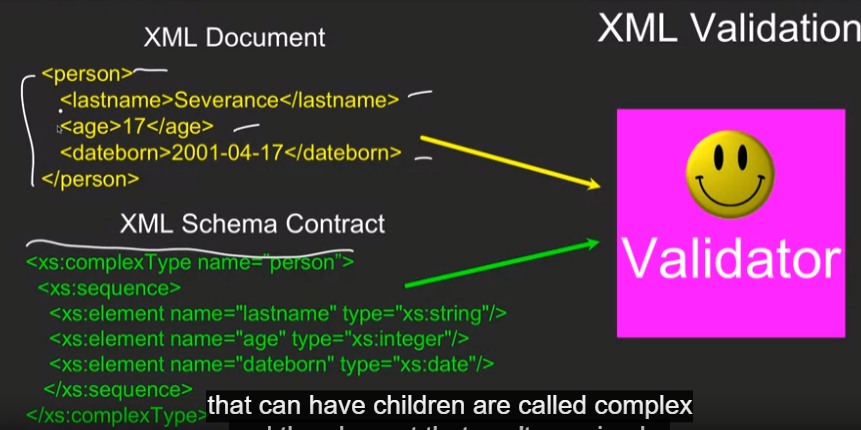 XML Document
XML Validation
<person>
<lastname>Severance</lastname>
<age>17</age>
<dateborn>2001-04-17</dateborn>
</person>
XML Schema Contract
<xs:complexType name="person">
<xs:sequence>
<xs:element name="lastname" type="xs:string"/>
<xs:element name="age" type="xs:integer"/>
<xs:element name="dateborn" type="xs:date"/>
</xs:sequence>
</xs:complexType>
Validator
that can have children are called complex